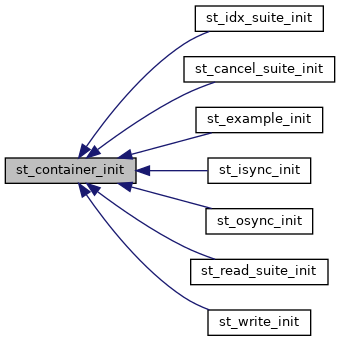 st_idx_suite_init
st_cancel_suite_init
st_example_init
st_container_init
st_isync_init
st_osync_init
st_read_suite_init
st_write_init